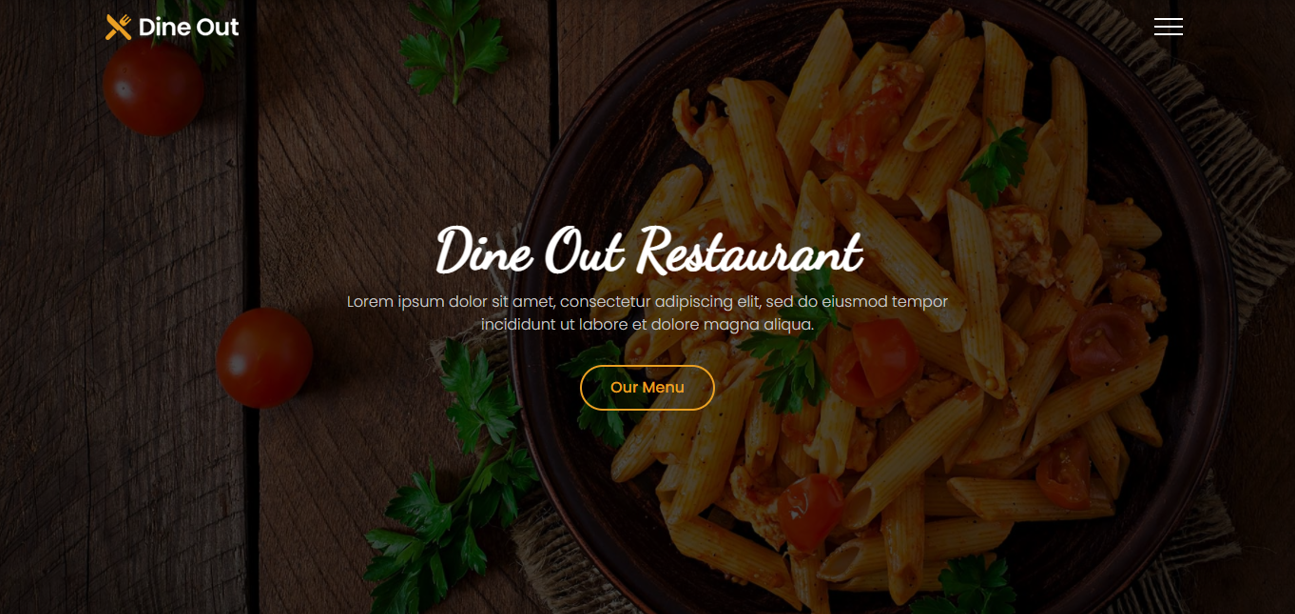 Dine Out
Dine Out Restaurant
Lorem ipsum dolor sit amet, consectetur adipiscing elit, sed do eiusmod tempor
incididunt ut labore et dolore magna aliqua.
Our Menu